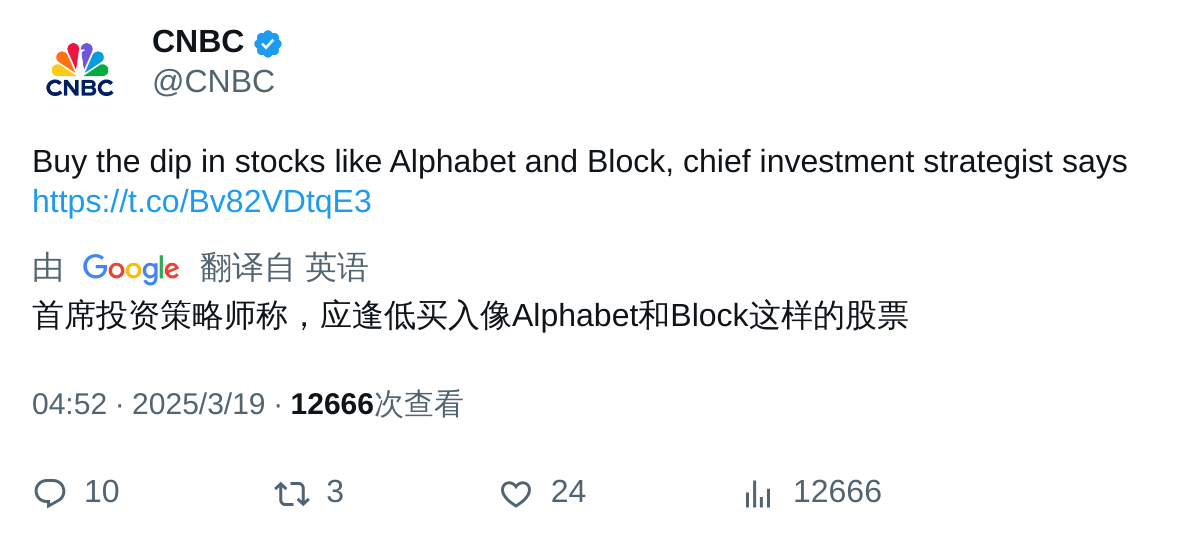 CNBC
CNBC
@CNBC
Buy the dip in stocks like Alphabet and Block, chief investment strategist says
https://t.co/Bv82VDtqE3
由 Google 翻译自 英语
首席投资策略师称，应逢低买入像Alphabet和Block这样的股票
04:52 · 2025/3/19 · 12666次查看
10 3 24 12666